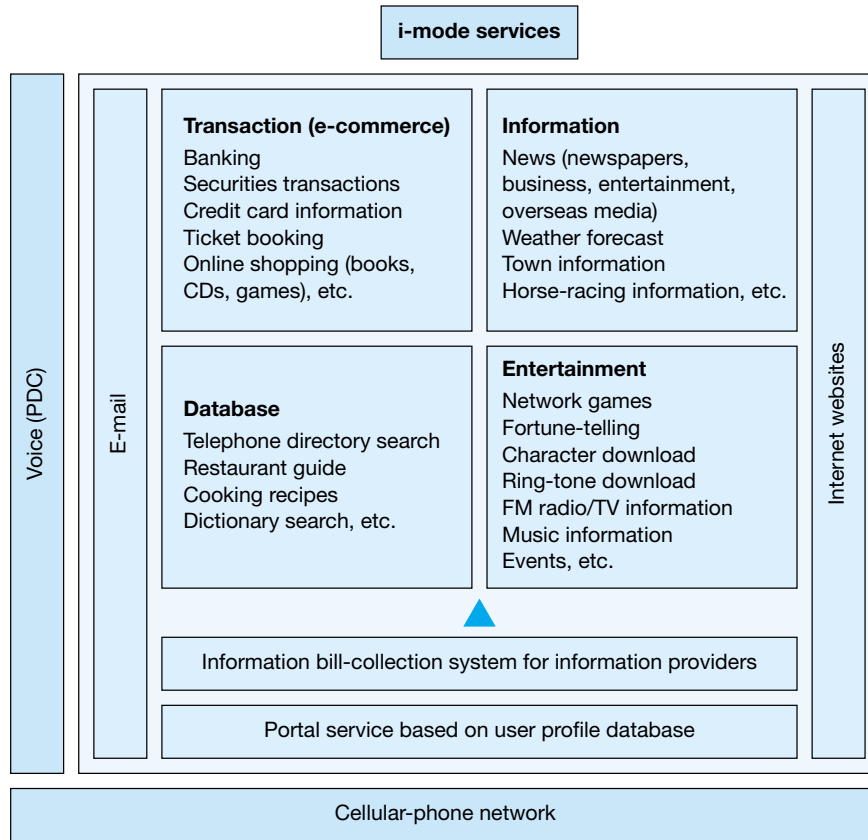 i-mode services
Voice (PDC)
E-mail
Transaction (e-commerce)
Banking
Securities transactions
Credit card information
Ticket booking
Online shopping (books,
CDs, games), etc.
Information
News (newspapers,
business, entertainment,
overseas media)
Weather forecast
Town information
Horse-racing information, etc.
Database
Telephone directory search
Restaurant guide
Cooking recipes
Dictionary search, etc.
Entertainment
Network games
Fortune-telling
Character download
Ring-tone download
FM radio/TV information
Music information
Events, etc.
Internet websites
Information bill-collection system for information providers
Portal service based on user profile database
Cellular-phone network